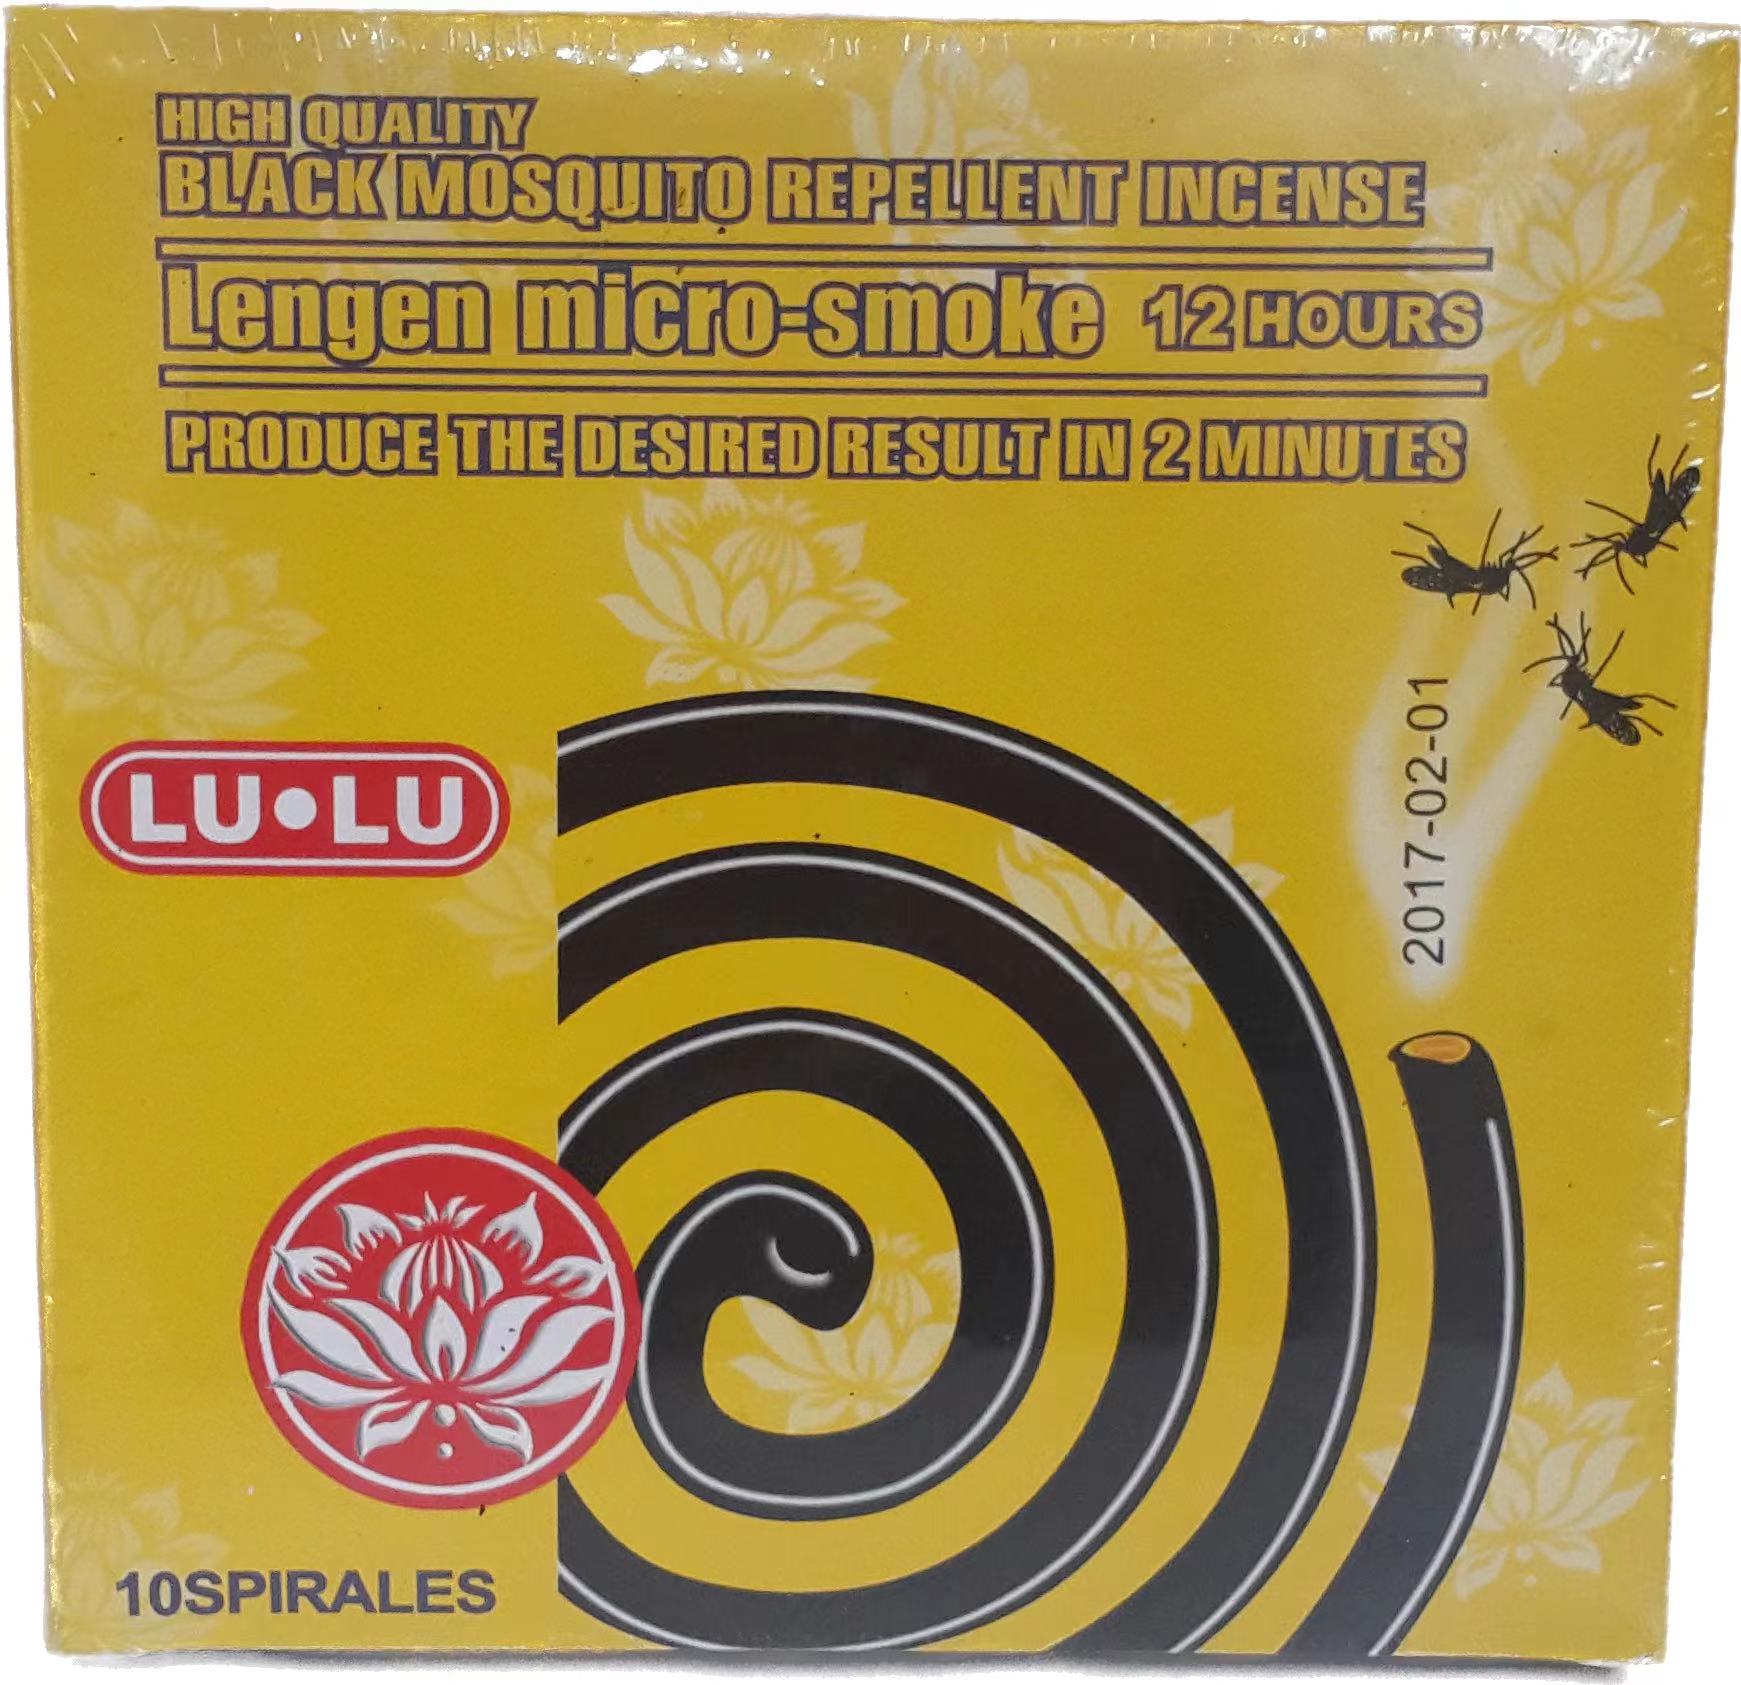 HIGH QUALITY
BLACK MOSQUITO REPELLENT INCENSE
Lengen micro-smoke 12 HOURS
PRODUCE THE DESIRED RESULT IN 2 MINUTES
LU•LU
2017-02-01
10SPIRALES